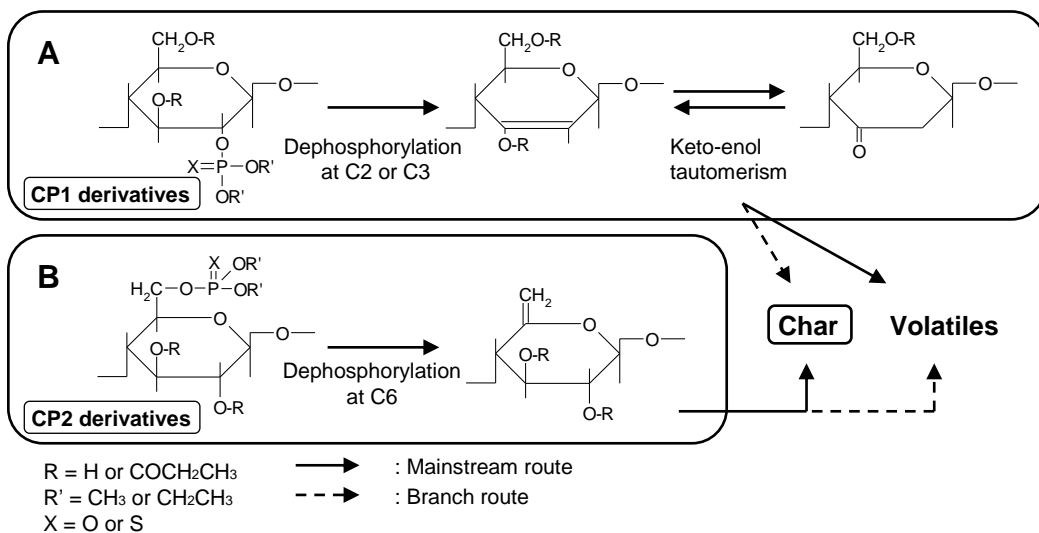 A
CH₂O-R
O
O
O-R
O
X=P-OR'
OR'
CP1 derivatives
Dephosphorylation
at C2 or C3
CH₂O-R
O
O
O-R
Keto-enol
tautomerism
CH₂O-R
O
O
O
B
X
OR'
H₂C-O-P-OR'
O
O
O-R
O-R
CP2 derivatives
Dephosphorylation
at C6
CH₂
O
O
O-R
O-R
Char
Volatiles
R = H or COCH₂CH₃
R' = CH₃ or CH₂CH₃
X = O or S
: Mainstream route
: Branch route